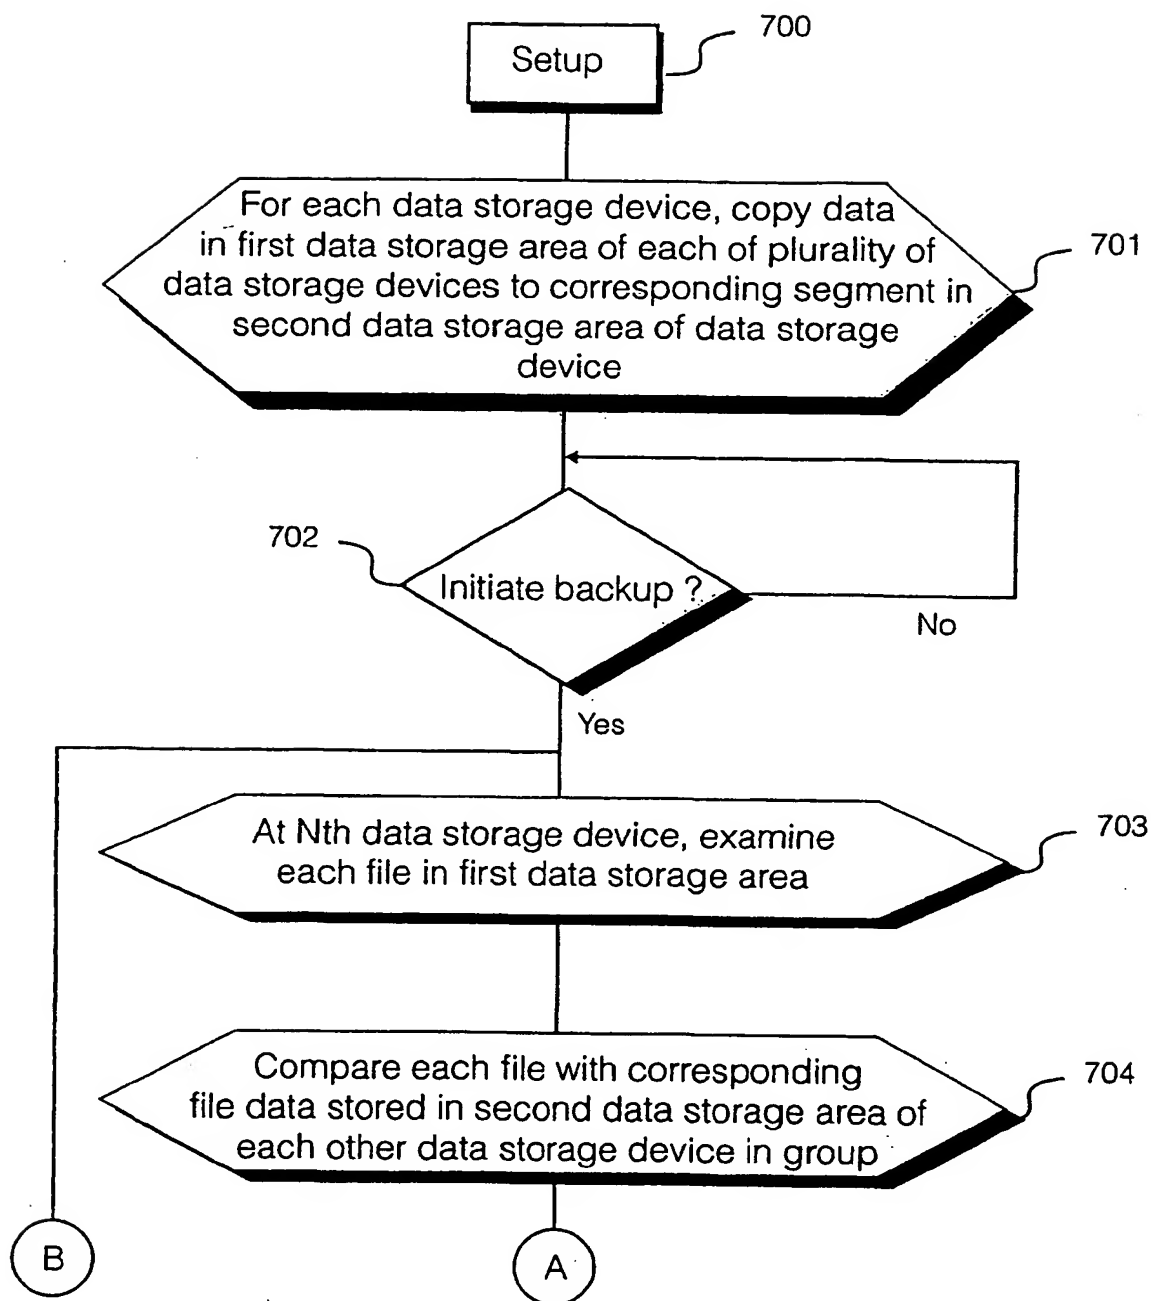 Setup
700
For each data storage device, copy data
in first data storage area of each of plurality of
data storage devices to corresponding segment in
second data storage area of data storage
device
701
702
Initiate backup ?
No
Yes
At Nth data storage device, examine
each file in first data storage area
703
Compare each file with corresponding
file data stored in second data storage area of
each other data storage device in group
704
B
A